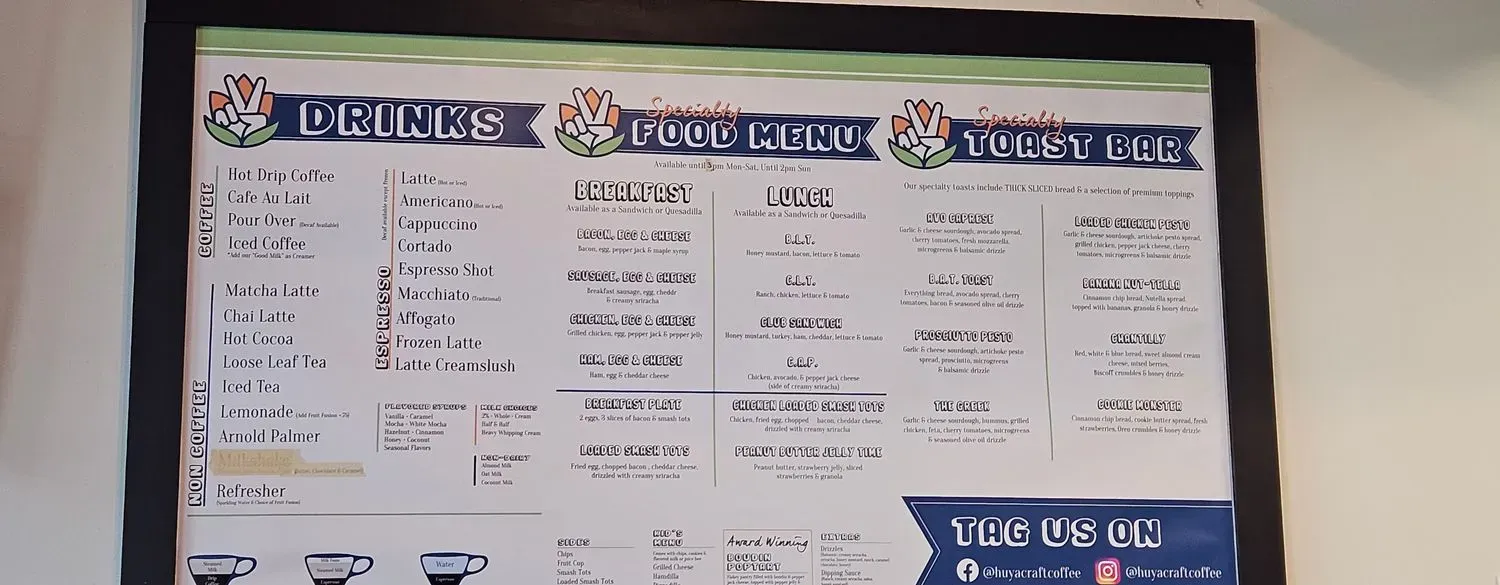 DRINKS
COFFEE
Hot Drip Coffee
Cafe Au Lait
Pour Over (Decaf Available)
Iced Coffee
*Add our "Good Milk" as Creamer
NON COFFEE
Matcha Latte
Chai Latte
Hot Cocoa
Loose Leaf Tea
Iced Tea
Lemonade (Add Fruit Fusion
Arnold Palmer
Refresher
(Sparkling Water & Choice of Fruit Fusion)
ESPRESSO
Decaf available except Frozen
Latte (Hot or Iced)
Americano (Hot or Iced)
Cappuccino
Cortado
Espresso Shot
Macchiato (Traditional)
Affogato
Frozen Latte
Latte Creamslush
FLAVORED SYRUPS
Vanilla - Caramel
Mocha - White Mocha
Hazelnut - Cinnamon
Honey - Coconut
Seasonal Flavors
MILK CHOICES
2% - Whole - Cream
Half & Half
Heavy Whipping Cream
NON-DAIRY
Almond Milk
Oat Milk
Coconut Milk
Steamed
Milk
Drip
Coffee
Milk Foam
Steamed Milk
Espresso
Water
Espresso
Specialty
FOOD MENU
Available until 3pm Mon-Sat, Until 2pm Sun
BREAKFAST
Available as a Sandwich or Quesadilla
BACON, EGG & CHEESE
Bacon, egg, pepper jack & maple syrup
SAUSAGE, EGG & CHEESE
Breakfast sausage, egg, cheddr
& creamy sriracha
CHICKEN, EGG & CHEESE
Grilled chicken, egg, pepper jack & pepper jelly
HAM, EGG & CHEESE
Ham, egg & cheddar cheese
BREAKFAST PLATE
2 eggs, 3 slices of bacon & smash tots
LOADED SMASH TOTS
Fried egg, chopped bacon , cheddar cheese,
drizzled with creamy sriracha
LUNCH
Available as a Sandwich or Quesadilla
B.L.T.
Honey mustard, bacon, lettuce & tomato
C.L.T.
Ranch, chicken, lettuce & tomato
CLUB SANDWICH
Honey mustard, turkey, ham, cheddar, lettuce & tomato
C.A.P.
Chicken, avocado, & pepper jack cheese
(side of creamy sriracha)
CHICKEN LOADED SMASH TOTS
Chicken, fried egg, chopped bacon, cheddar cheese,
drizzled with creamy sriracha
PEANUT BUTTER JELLY TIME
Peanut butter, strawberry jelly, sliced
strawberries & granola
SIDES
Chips
Fruit Cup
Smash Tots
Loaded Smash Tots
KID'S
MENU
Grilled Cheese
Hamdilla
Award Winning
BOUDIN
POPTART
EXTRAS
Drizzles
Dipping Sauce
Specialty
TOAST BAR
Our specialty toasts include THICK SLICED bread & a selection of premium toppings
AVO CAPRESE
Garlic & cheese sourdough, avocado spread,
cherry tomatoes, fresh mozzarella,
microgreens & balsamic drizzle
B.A.T. TOAST
Everything bread, avocado spread, cherry
tomatoes, bacon & seasoned olive oil drizzle
PROSCIUTTO PESTO
Garlic & cheese sourdough, artichoke pesto
spread, prosciutto, microgreens
& balsamic drizzle
THE GREEK
Garlic & cheese sourdough, hummus, grilled
chicken, feta, cherry tomatoes, microgreens
& seasoned olive oil drizzle
LOADED CHICKEN PESTO
Garlic & cheese sourdough, artichoke pesto spread,
grilled chicken, pepper jack cheese, cherry
tomatoes, microgreens & balsamic drizzle
BANANA NUT-TELLA
Cinnamon chip bread, Nutella spread,
topped with bananas, granola & honey drizzle
CHANTILLY
Red, white & blue bread, sweet almond cream
cheese, mixed berries,
Biscoff crumbles & honey drizzle
COOKIE MONSTER
Cinnamon chip bread, cookie butter spread, fresh
strawberries, Oreo crumbles & honey drizzle
TAG US ON
@huyacraftcoffee
@huyacraftcoffee